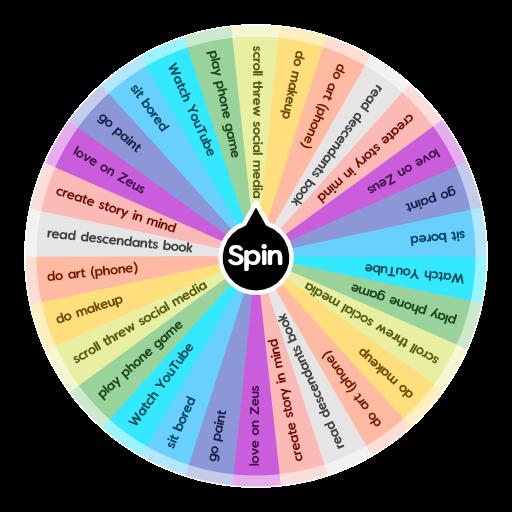 scroll threw social media
do makeup
do art (phone)
read descendants book
create story in mind
love on Zeus
go paint
sit bored
Watch YouTube
play phone game
scroll threw social media
do makeup
do art (phone)
read descendants book
create story in mind
love on Zeus
go paint
sit bored
Watch YouTube
play phone game
scroll threw social media
do makeup
do art (phone)
read descendants book
create story in mind
love on Zeus
go paint
sit bored
Watch YouTube
play phone game
Spin